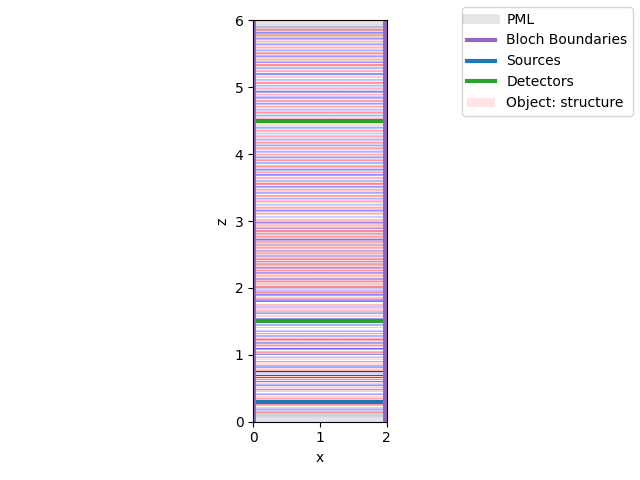 PML
Bloch Boundaries
Sources
Detectors
Object: structure
6
5
4
3
2
1
0
z
0 1 2
x